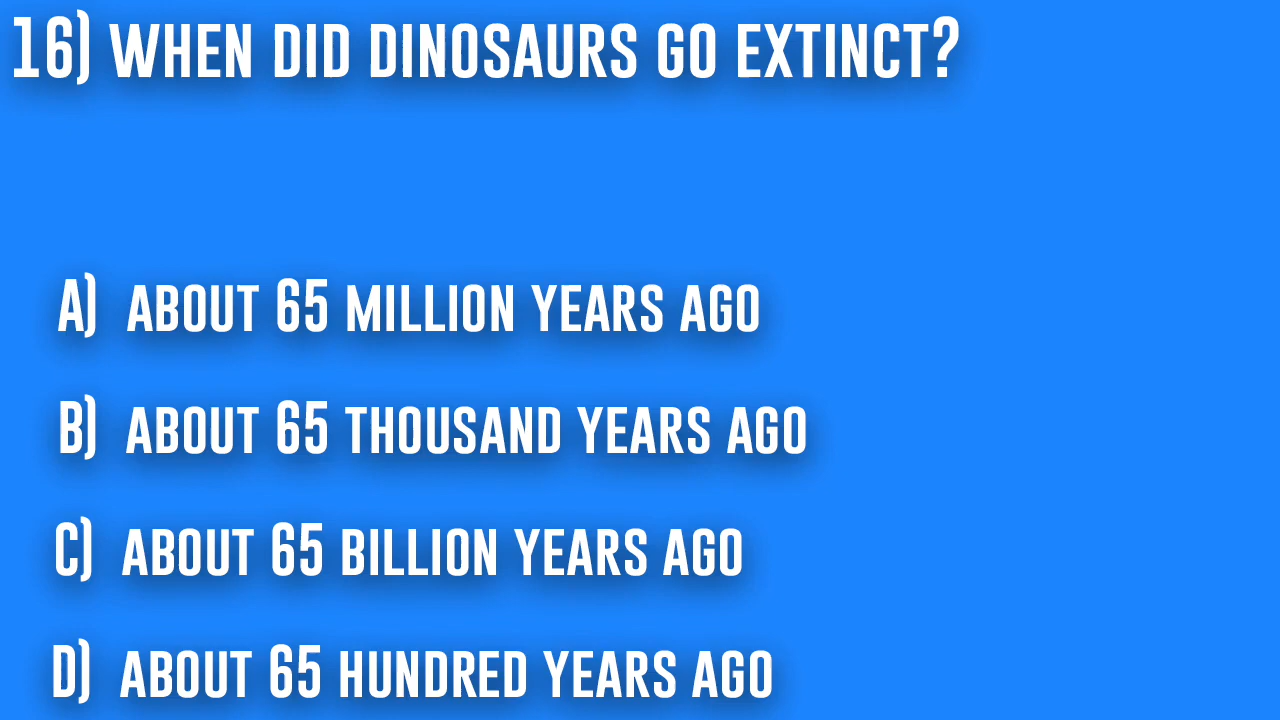 16) WHEN DID DINOSAURS GO EXTINCT?
A) ABOUT 65 MILLION YEARS AGO
B) ABOUT 65 THOUSAND YEARS AGO
C) ABOUT 65 BILLION YEARS AGO
D) ABOUT 65 HUNDRED YEARS AGO